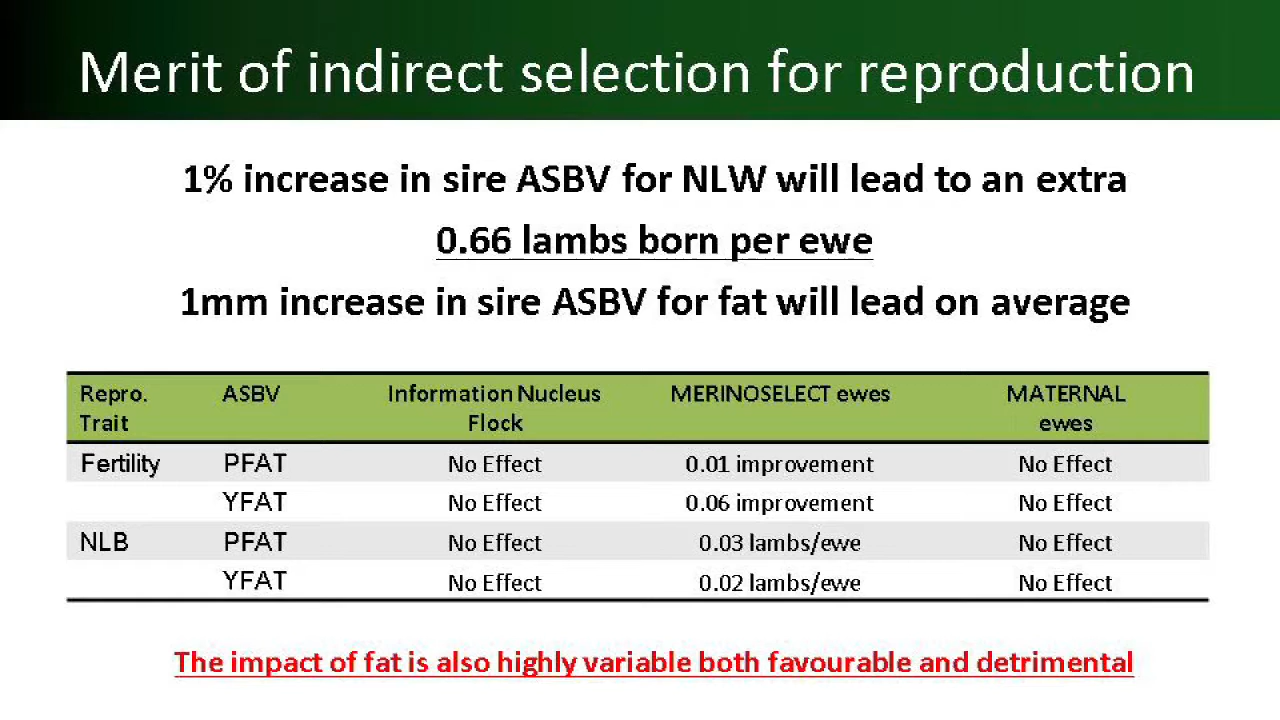 Merit of indirect selection for reproduction
1% increase in sire ASBV for NLW will lead to an extra
0.66 lambs born per ewe
1mm increase in sire ASBV for fat will lead on average
Repro. Trait ASBV Information Nucleus Flock MERINOSELECT ewes MATERNAL ewes
Fertility PFAT No Effect 0.01 improvement No Effect
YFAT No Effect 0.06 improvement No Effect
NLB PFAT No Effect 0.03 lambs/ewe No Effect
YFAT No Effect 0.02 lambs/ewe No Effect
The impact of fat is also highly variable both favourable and detrimental